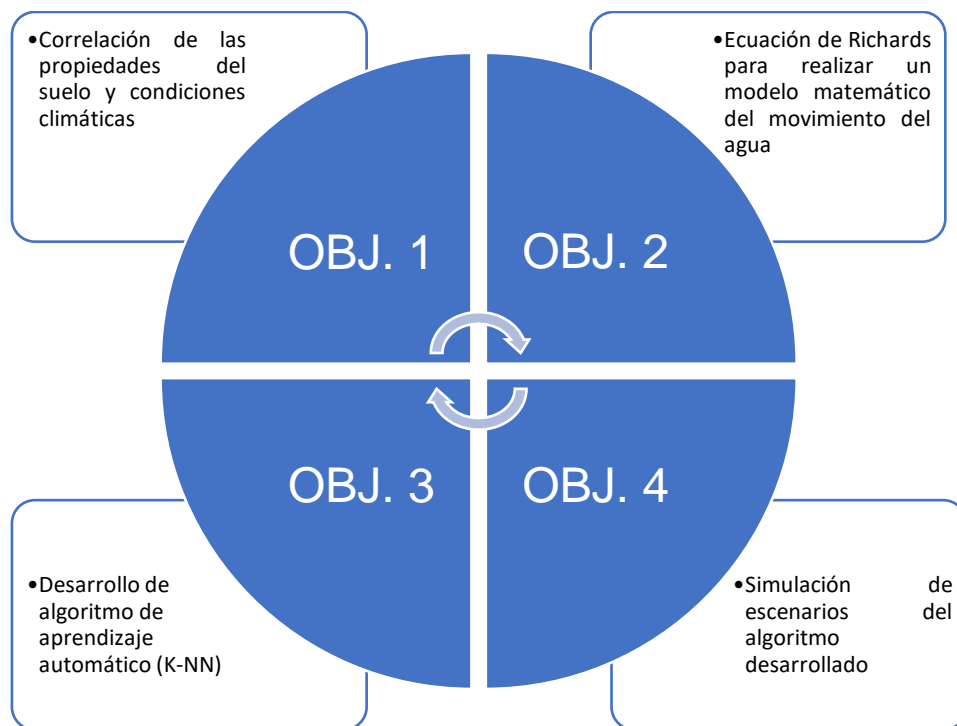 •Correlación de las
propiedades del
suelo y condiciones
climáticas
•Ecuación de Richards
para realizar un
modelo matemático
del movimiento del
agua
OBJ. 1
OBJ. 2
OBJ. 3
OBJ. 4
•Desarrollo de
algoritmo de
aprendizaje
automático (K-NN)
•Simulación de
escenarios del
algoritmo
desarrollado